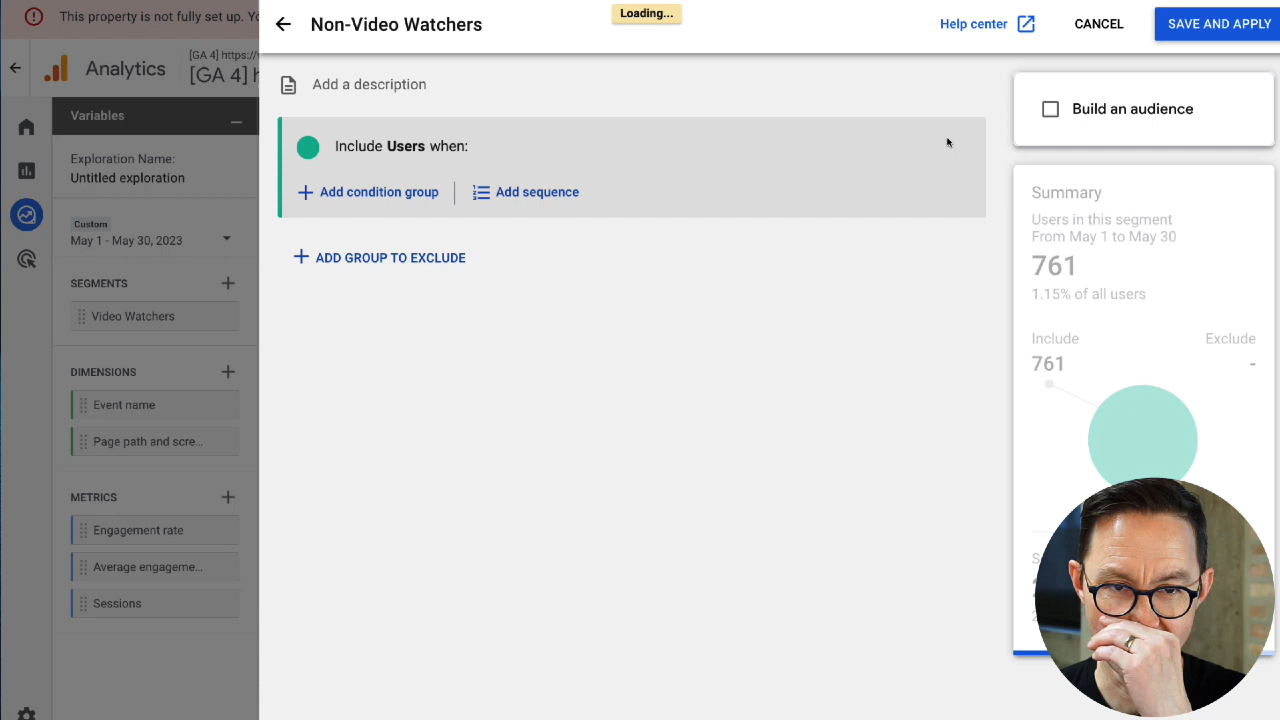 This property is not fully set up. Yo
Analytics
[GA 4] https://
[GA 4] h
Variables
Exploration Name:
Untitled exploration
Custom
May 1 - May 30, 2023
SEGMENTS
Video Watchers
DIMENSIONS
Event name
Page path and scre...
METRICS
Engagement rate
Average engageme...
Sessions
Non-Video Watchers
Loading...
Help center
CANCEL
SAVE AND APPLY
Add a description
Include Users when:
Add condition group
Add sequence
ADD GROUP TO EXCLUDE
Build an audience
Summary
Users in this segment
From May 1 to May 30
761
1.15% of all users
Include
Exclude
761
-